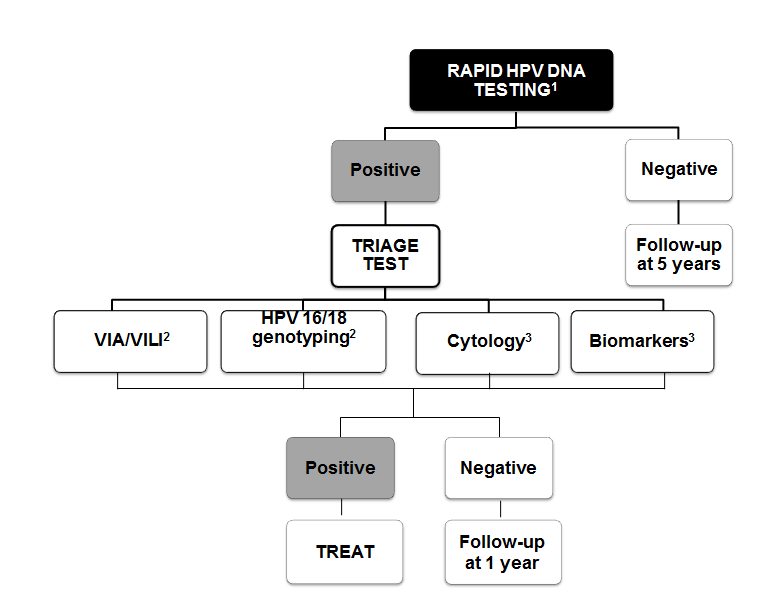 RAPID HPV DNA
TESTING¹
Positive
Negative
TRIAGE
TEST
Follow-up
at 5 years
VIA/VILI²
HPV 16/18
genotyping²
Cytology³
Biomarkers³
Positive
Negative
TREAT
Follow-up
at 1 year